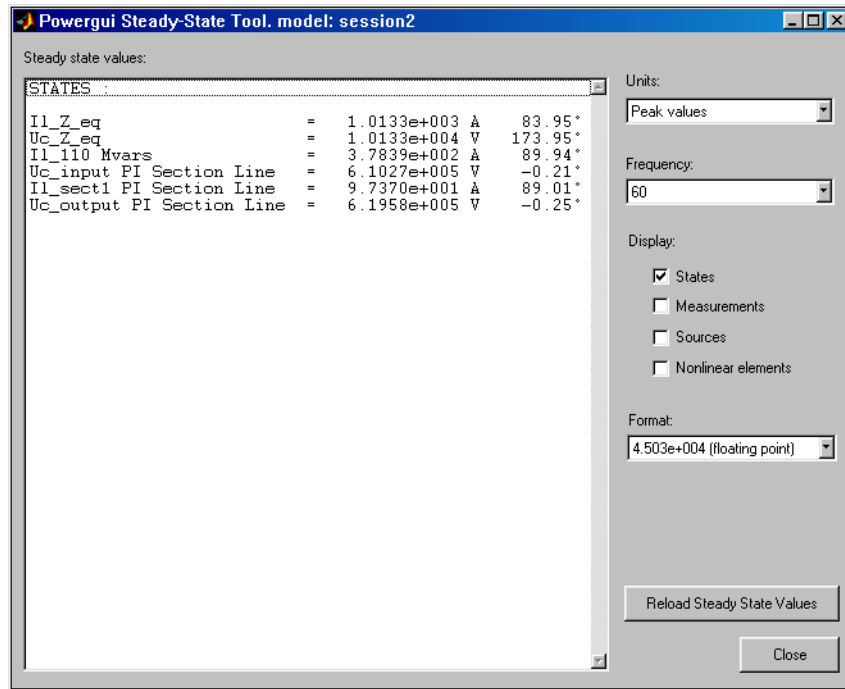 Powergui Steady-State Tool. model: session2
Steady state values:
STATES :
Il_Z_eq = 1.0133e+003 A 83.95°
Uc_Z_eq = 1.0133e+004 V 173.95°
Il_110 Mvars = 3.7839e+002 A 89.94°
Uc_input PI Section Line = 6.1027e+005 V -0.21°
Il_sect1 PI Section Line = 9.7370e+001 A 89.01°
Uc_output PI Section Line = 6.1958e+005 V -0.25°
Units:
Peak values
Frequency:
60
Display:
States
Measurements
Sources
Nonlinear elements
Format:
4.503e+004 (floating point)
Reload Steady State Values
Close